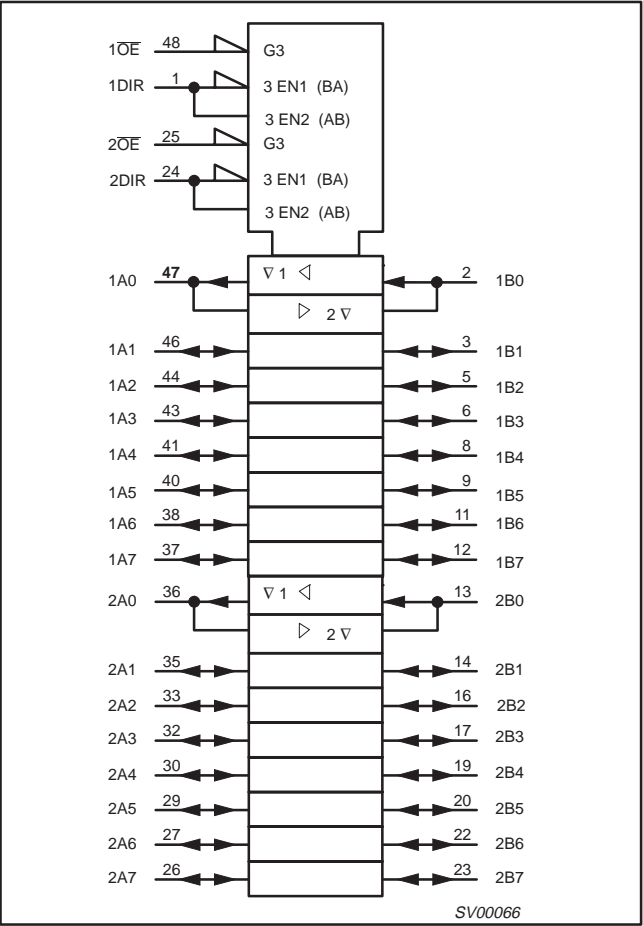 1O̅E̅ 48 G3
1DIR 1 3 EN1 (BA)
3 EN2 (AB)
2O̅E̅ 25 G3
2DIR 24 3 EN1 (BA)
3 EN2 (AB)
1A0 47 ∇ 1 ◁ 2 1B0
▷ 2 ∇
1A1 46 3 1B1
1A2 44 5 1B2
1A3 43 6 1B3
1A4 41 8 1B4
1A5 40 9 1B5
1A6 38 11 1B6
1A7 37 12 1B7
2A0 36 ∇ 1 ◁ 13 2B0
▷ 2 ∇
2A1 35 14 2B1
2A2 33 16 2B2
2A3 32 17 2B3
2A4 30 19 2B4
2A5 29 20 2B5
2A6 27 22 2B6
2A7 26 23 2B7
SV00066